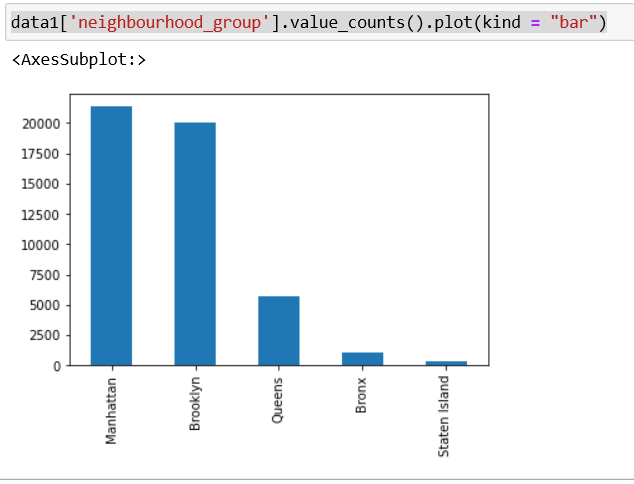 data1['neighbourhood_group'].value_counts().plot(kind = "bar")
<AxesSubplot:>
20000
17500
15000
12500
10000
7500
5000
2500
0
Manhattan
Brooklyn
Queens
Bronx
Staten Island